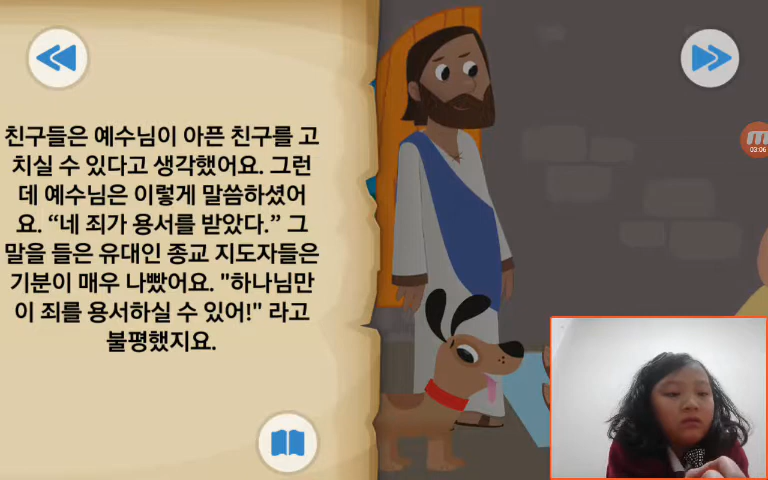 친구들은 예수님이 아픈 친구를 고
치실 수 있다고 생각했어요. 그런
데 예수님은 이렇게 말씀하셨어
요. “네 죄가 용서를 받았다.” 그
말을 들은 유대인 종교 지도자들은
기분이 매우 나빴어요. "하나님만
이 죄를 용서하실 수 있어!" 라고
불평했지요.
03:06